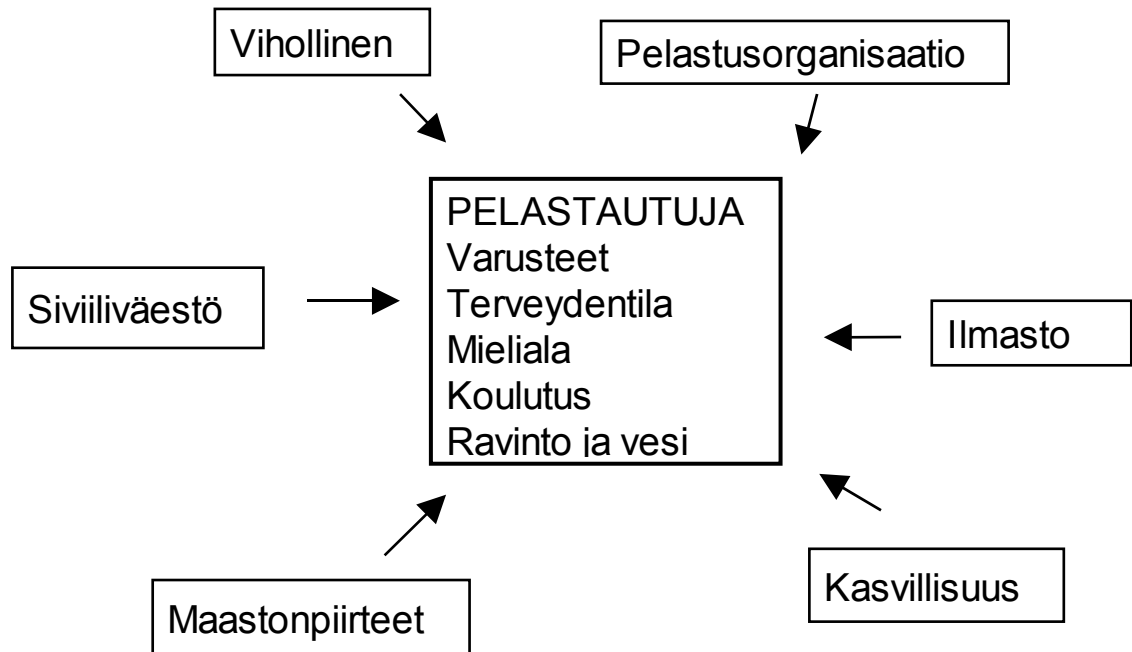 Vihollinen
Pelastusorganisaatio
PELASTAUTUJA
Varusteet
Terveydentila
Mieliala
Koulutus
Ravinto ja vesi
Siviiliväestö
Ilmasto
Kasvillisuus
Maastonpiirteet